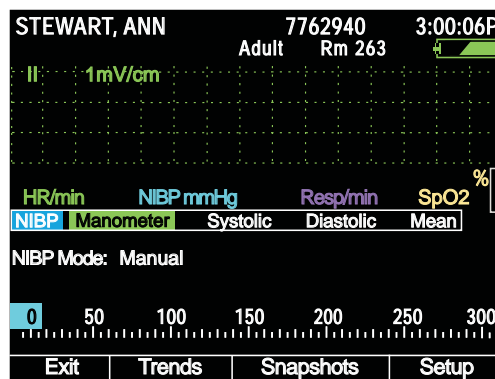 STEWART, ANN 7762940 3:00:06P
Adult Rm 263
II 1mV/cm
%
HR/min NIBP mmHg Resp/min SpO2
NIBP Manometer Systolic Diastolic Mean
NIBP Mode: Manual
0 50 100 150 200 250 300
Exit Trends Snapshots Setup